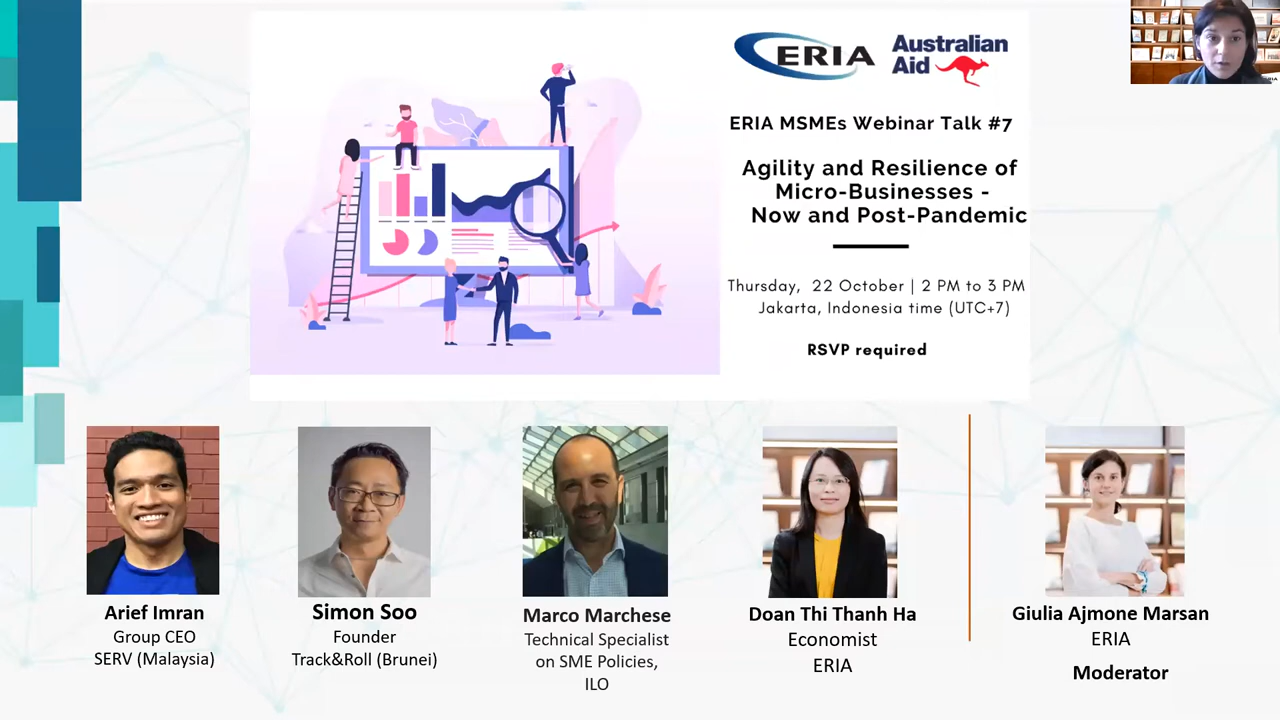 ERIA
Australian
Aid
ERIA MSMEs Webinar Talk #7
Agility and Resilience of
Micro-Businesses -
Now and Post-Pandemic
Thursday, 22 October | 2 PM to 3 PM
Jakarta, Indonesia time (UTC+7)
RSVP required
Arief Imran
Group CEO
SERV (Malaysia)
Simon Soo
Founder
Track&Roll (Brunei)
Marco Marchese
Technical Specialist
on SME Policies,
ILO
Doan Thi Thanh Ha
Economist
ERIA
Giulia Ajmone Marsan
ERIA
Moderator